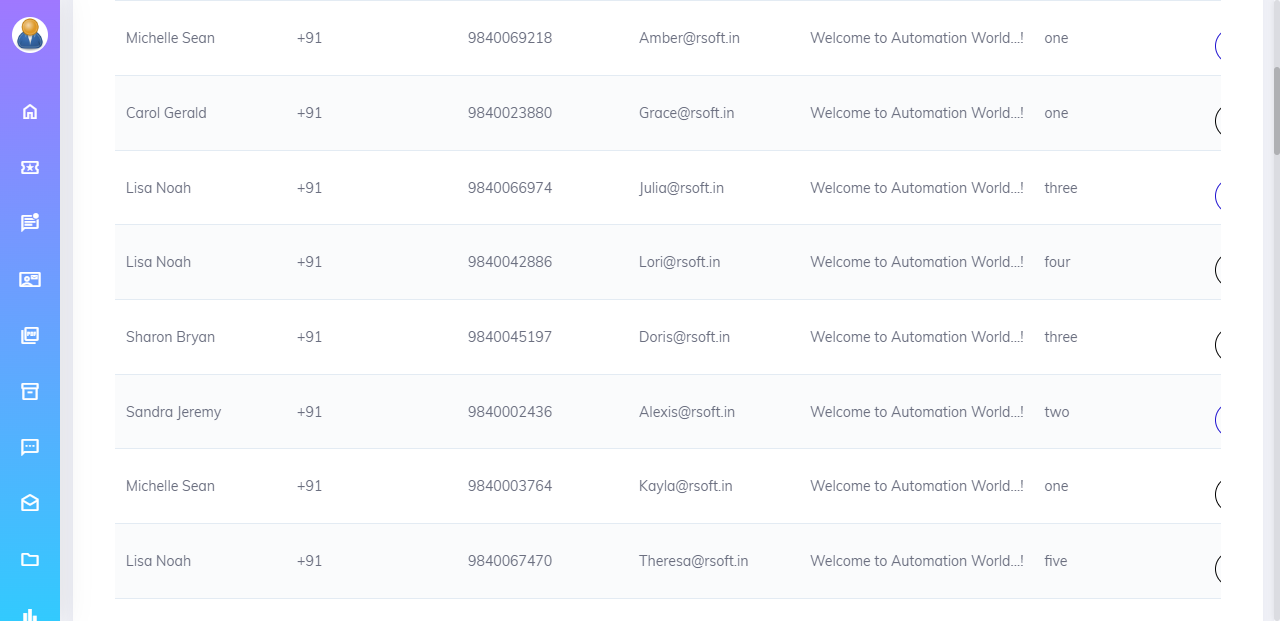 Michelle Sean +91 9840069218 Amber@rsoft.in Welcome to Automation World...! one
Carol Gerald +91 9840023880 Grace@rsoft.in Welcome to Automation World...! one
Lisa Noah +91 9840066974 Julia@rsoft.in Welcome to Automation World...! three
Lisa Noah +91 9840042886 Lori@rsoft.in Welcome to Automation World...! four
Sharon Bryan +91 9840045197 Doris@rsoft.in Welcome to Automation World...! three
Sandra Jeremy +91 9840002436 Alexis@rsoft.in Welcome to Automation World...! two
Michelle Sean +91 9840003764 Kayla@rsoft.in Welcome to Automation World...! one
Lisa Noah +91 9840067470 Theresa@rsoft.in Welcome to Automation World...! five